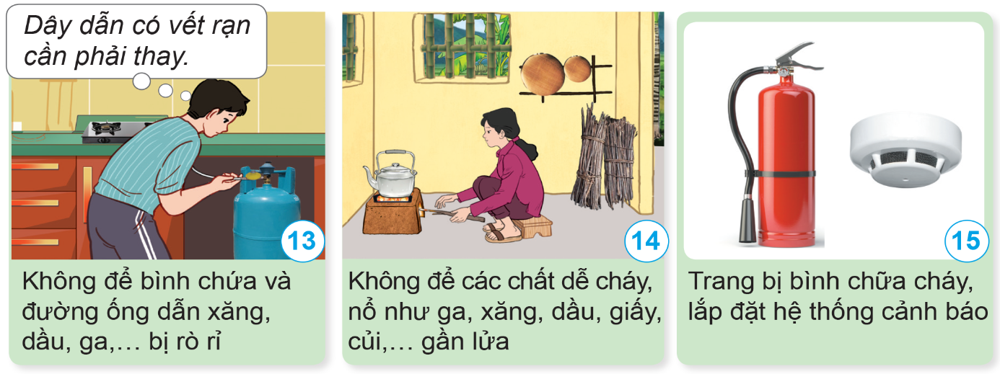 Dây dẫn có vết rạn
cần phải thay.
13
Không để bình chứa và
đường ống dẫn xăng,
dầu, ga,... bị rò rỉ
14
Không để các chất dễ cháy,
nổ như ga, xăng, dầu, giấy,
củi,... gần lửa
15
Trang bị bình chữa cháy,
lắp đặt hệ thống cảnh báo